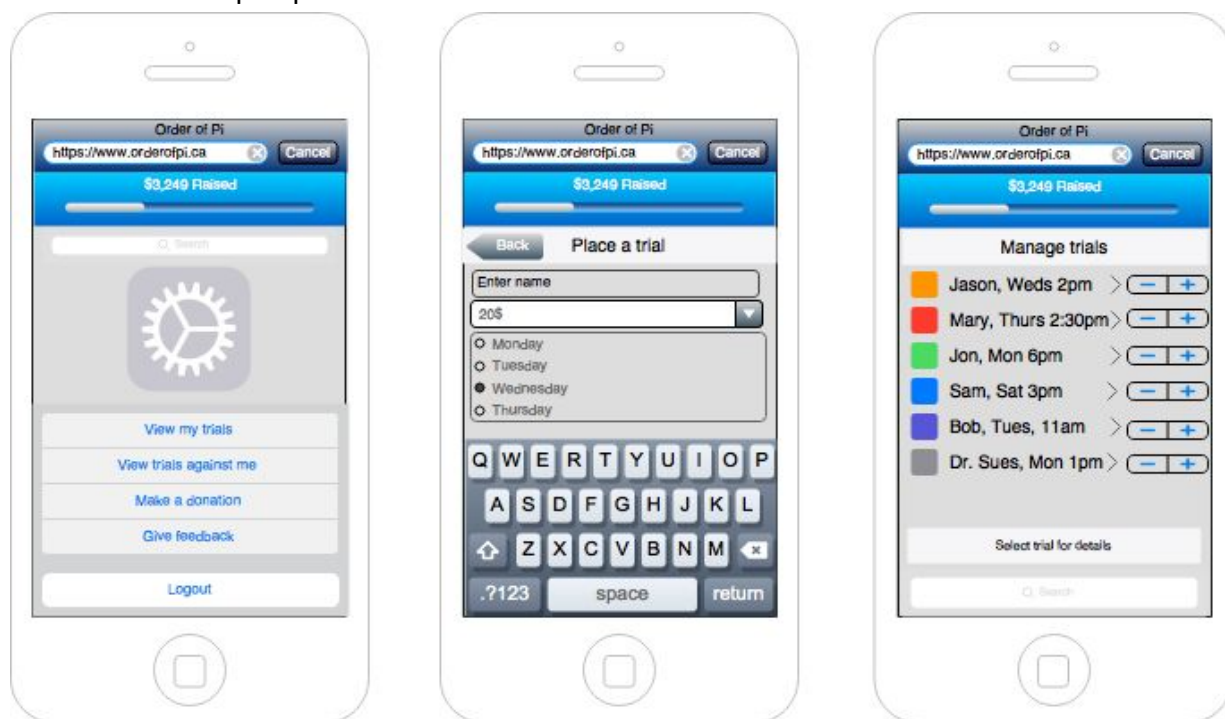 Order of Pi
https://www.orderofpi.ca Cancel
$3,249 Raised
Search
View my trials
View trials against me
Make a donation
Give feedback
Logout
Order of Pi
https://www.orderofpi.ca Cancel
$3,249 Raised
Back Place a trial
Enter name
20$
Monday
Tuesday
Wednesday
Thursday
Q W E R T Y U I O P
A S D F G H J K L
Z X C V B N M
.?123 space return
Order of Pi
https://www.orderofpi.ca Cancel
$3,249 Raised
Manage trials
Jason, Weds 2pm
Mary, Thurs 2:30pm
Jon, Mon 6pm
Sam, Sat 3pm
Bob, Tues, 11am
Dr. Sues, Mon 1pm
Select trial for details
Search